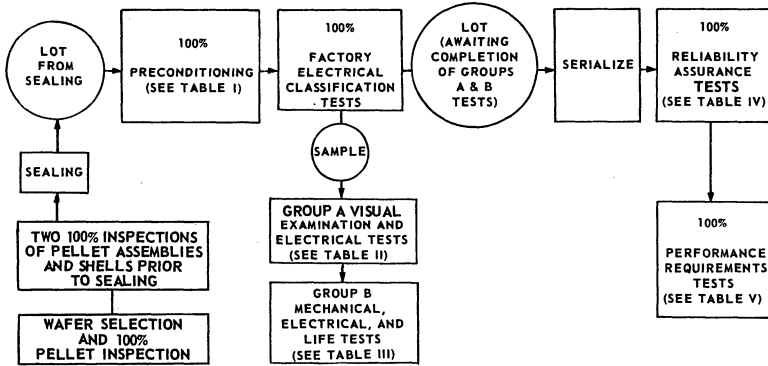 LOT
FROM
SEALING
100%
PRECONDITIONING
(SEE TABLE I)
100%
FACTORY
ELECTRICAL
CLASSIFICATION
TESTS
LOT
(AWAITING
COMPLETION
OF GROUPS
A & B
TESTS)
SERIALIZE
100%
RELIABILITY
ASSURANCE
TESTS
(SEE TABLE IV)
SAMPLE
SEALING
GROUP A VISUAL
EXAMINATION AND
ELECTRICAL TESTS
(SEE TABLE II)
100%
PERFORMANCE
REQUIREMENTS
TESTS
(SEE TABLE V)
TWO 100% INSPECTIONS
OF PELLET ASSEMBLIES
AND SHELLS PRIOR
TO SEALING
GROUP B
MECHANICAL,
ELECTRICAL, AND
LIFE TESTS
(SEE TABLE III)
WAFER SELECTION
AND 100%
PELLET INSPECTION